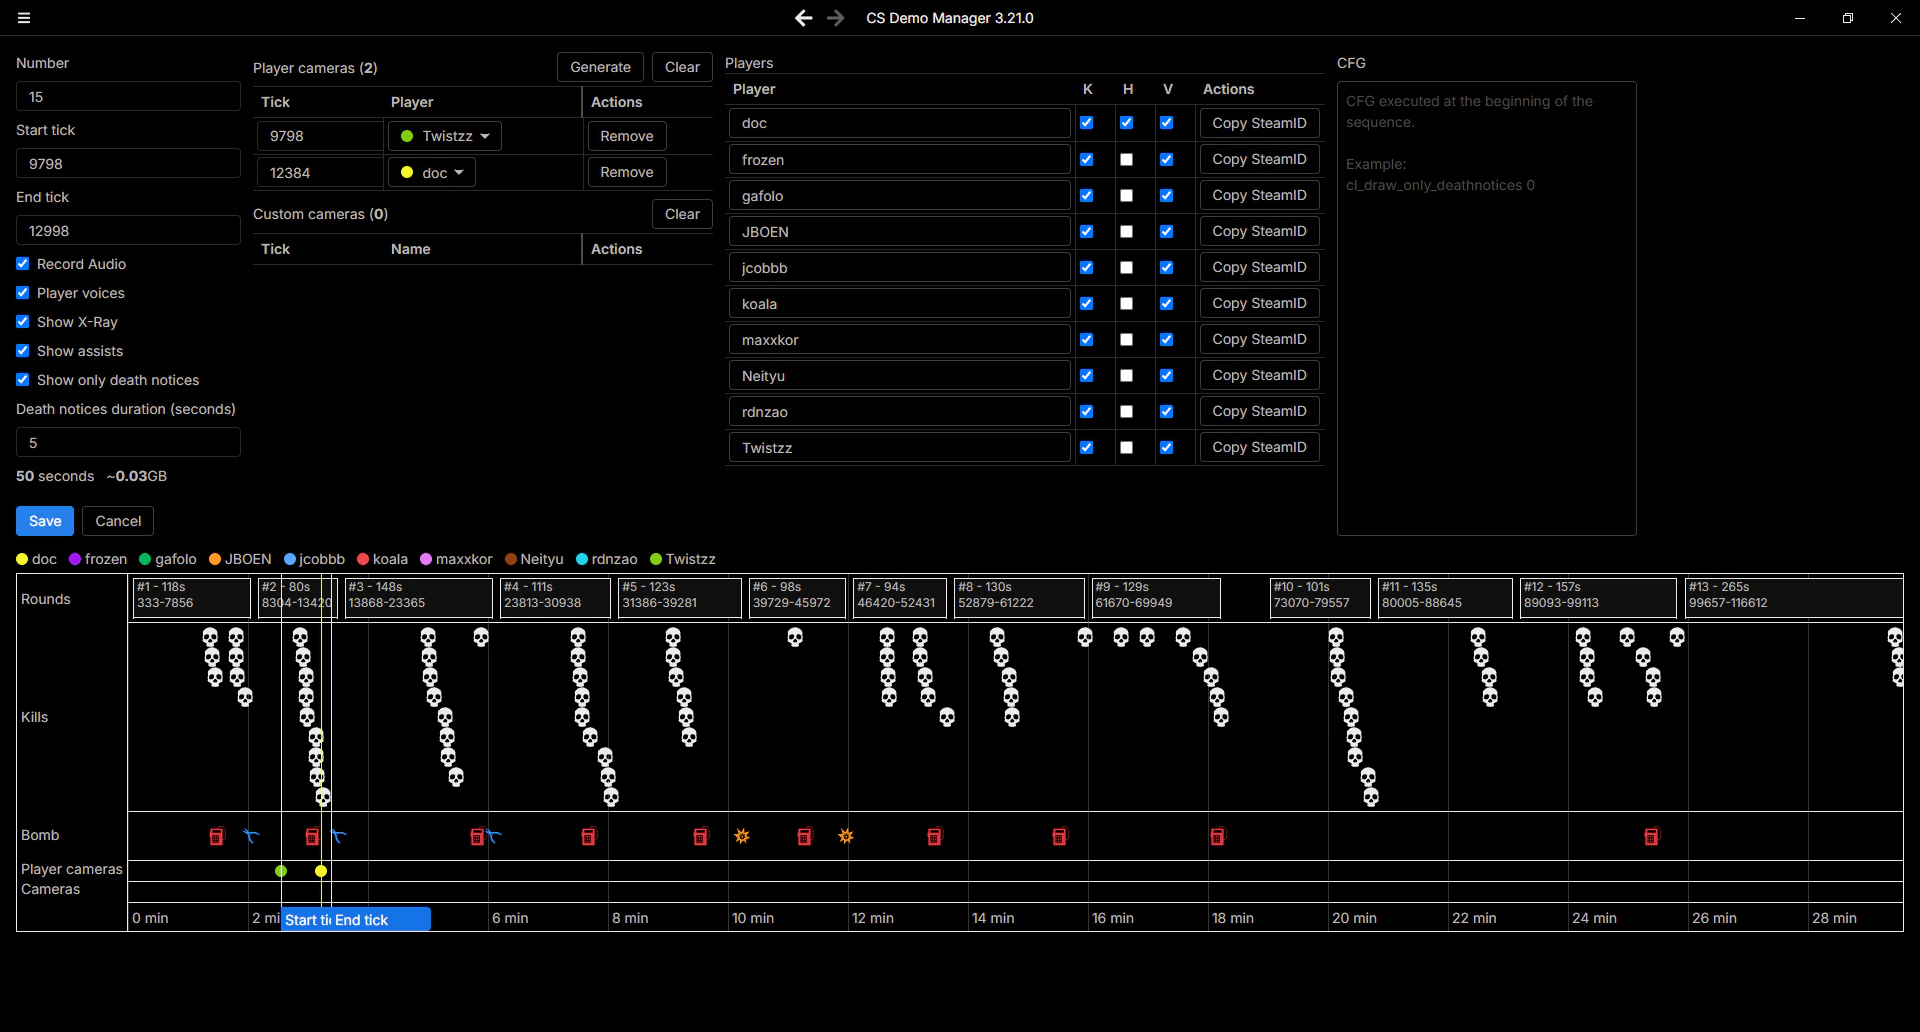 CS Demo Manager 3.21.0
Number
15
Start tick
9798
End tick
12998
Record Audio
Player voices
Show X-Ray
Show assists
Show only death notices
Death notices duration (seconds)
5
50 seconds ~0.03GB
Save Cancel
Player cameras (2) Generate Clear
Tick Player Actions
9798 Twistzz Remove
12384 doc Remove
Custom cameras (0) Clear
Tick Name Actions
Players
Player K H V Actions
doc Copy SteamID
frozen Copy SteamID
gafolo Copy SteamID
JBOEN Copy SteamID
jcobbb Copy SteamID
koala Copy SteamID
maxxkor Copy SteamID
Neityu Copy SteamID
rdnzao Copy SteamID
Twistzz Copy SteamID
CFG
CFG executed at the beginning of the
sequence.
Example:
cl_draw_only_deathnotices 0
doc frozen gafolo JBOEN jcobbb koala maxxkor Neityu rdnzao Twistzz
Rounds
#1 - 118s
333-7856
#2 - 80s
8304-13420
#3 - 148s
13868-23365
#4 - 111s
23813-30938
#5 - 123s
31386-39281
#6 - 98s
39729-45972
#7 - 94s
46420-52431
#8 - 130s
52879-61222
#9 - 129s
61670-69949
#10 - 101s
73070-79557
#11 - 135s
80005-88645
#12 - 157s
89093-99113
#13 - 265s
99657-116612
Kills
Bomb
Player cameras
Cameras
0 min 2 mi Start ti End tick 6 min 8 min 10 min 12 min 14 min 16 min 18 min 20 min 22 min 24 min 26 min 28 min